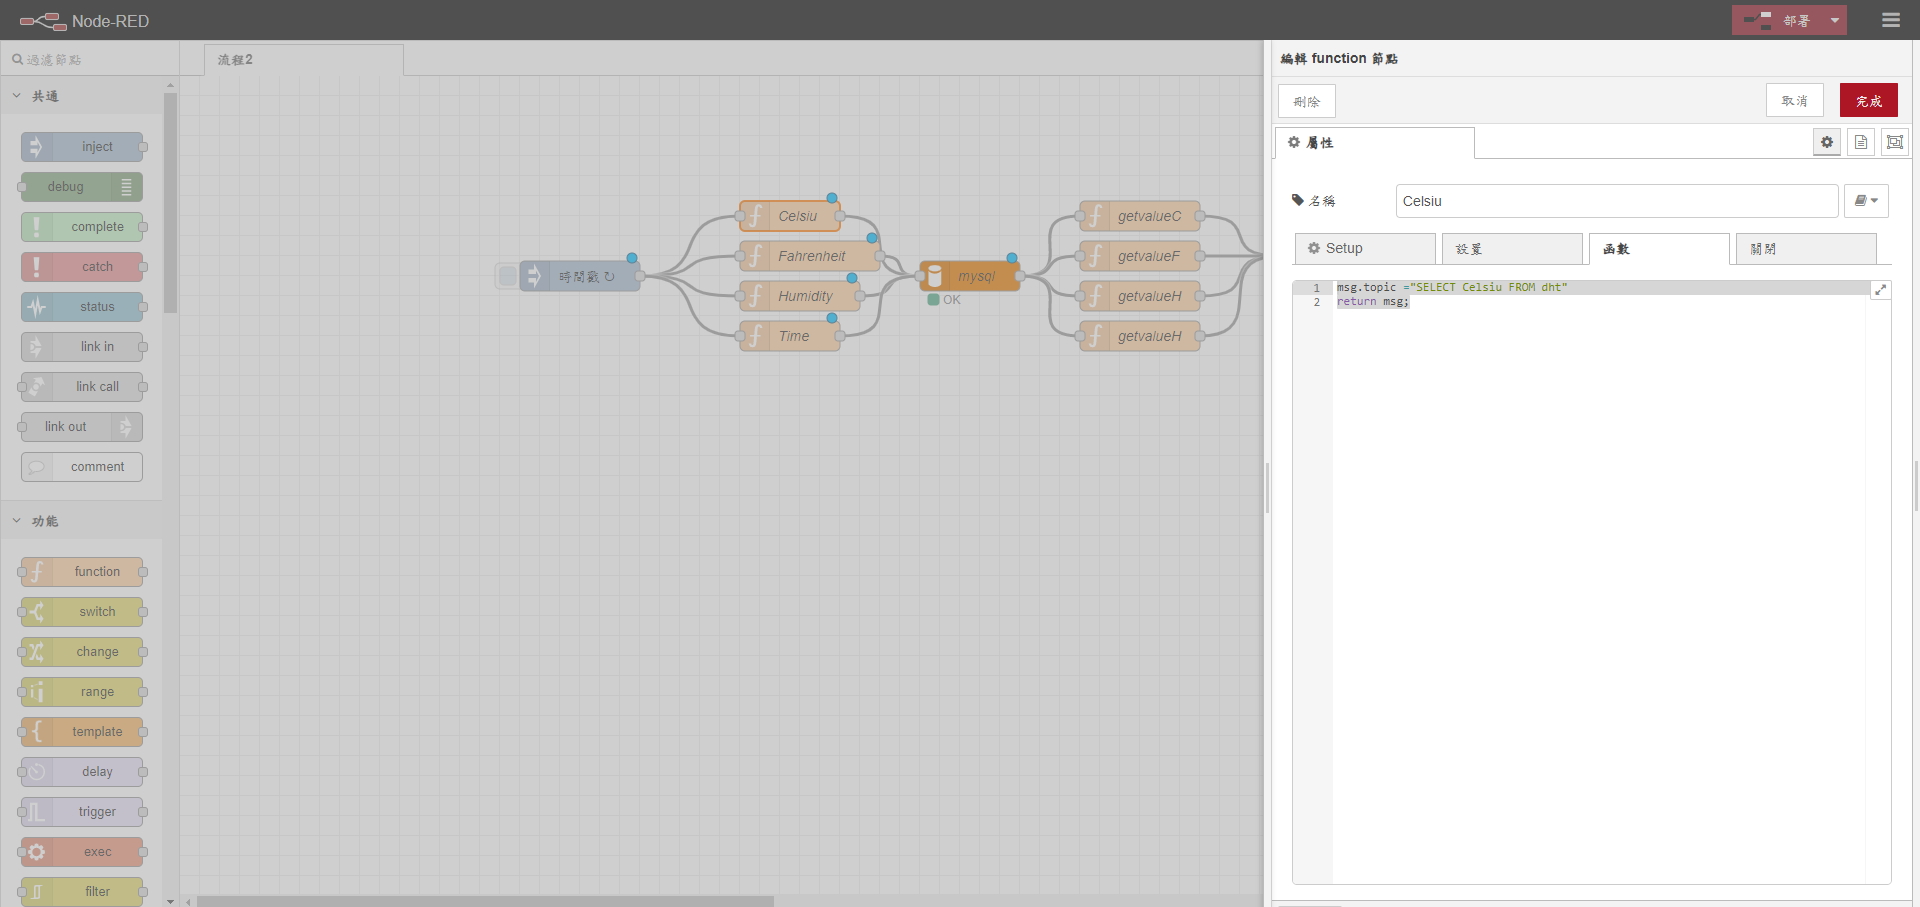 Node-RED
部署
過濾節點
流程2
共通
inject
debug
complete
catch
status
link in
link call
link out
comment
功能
function
switch
change
range
template
delay
trigger
exec
filter
時間戳 ↻
Celsiu
Fahrenheit
Humidity
Time
mysql
OK
getvalueC
getvalueF
getvalueH
getvalueH
編輯 function 節點
刪除
取消
完成
屬性
名稱
Celsiu
Setup
設置
函數
關閉
1 msg.topic ="SELECT Celsiu FROM dht"
2 return msg;